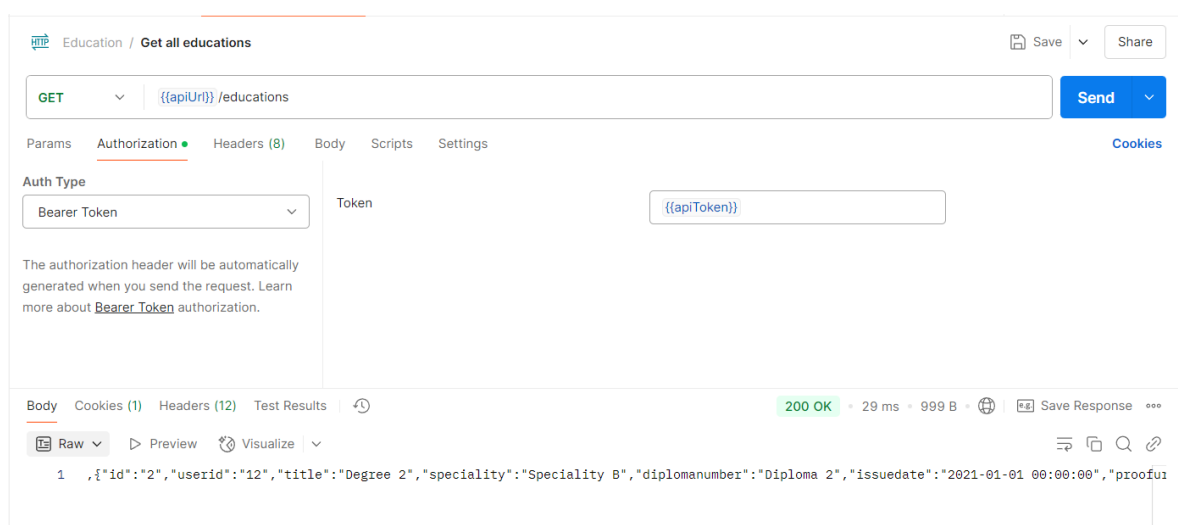 HTTP Education / Get all educations Save Share
GET {{apiUrl}} /educations Send
Params Authorization Headers (8) Body Scripts Settings Cookies
Auth Type
Bearer Token
Token {{apiToken}}
The authorization header will be automatically
generated when you send the request. Learn
more about Bearer Token authorization.
Body Cookies (1) Headers (12) Test Results 200 OK • 29 ms • 999 B • e.g. Save Response
Raw Preview Visualize
1 ,{"id":"2","userid":"12","title":"Degree 2","speciality":"Speciality B","diplomanumber":"Diploma 2","issuedate":"2021-01-01 00:00:00","proofur